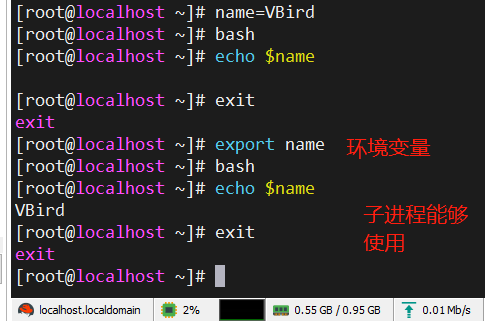 [root@localhost ~]# name=VBird
[root@localhost ~]# bash
[root@localhost ~]# echo $name
[root@localhost ~]# exit
exit
[root@localhost ~]# export name 环境变量
[root@localhost ~]# bash
[root@localhost ~]# echo $name
VBird
子进程能够
[root@localhost ~]# exit
使用
exit
[root@localhost ~]#
localhost.localdomain 2% 0.55 GB / 0.95 GB 0.01 Mb/s